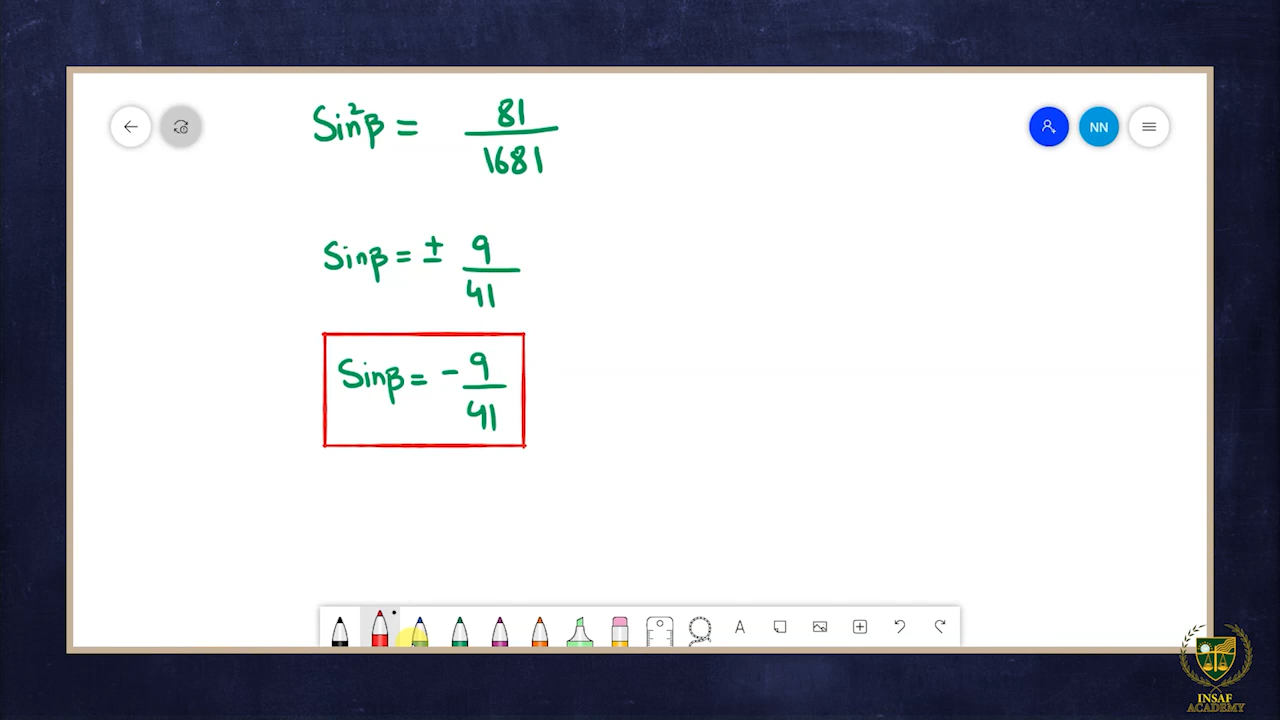 Sin²β = 81/1681
NN
Sinβ = ± 9/41
Sinβ = - 9/41
A
INSAF
ACADEMY